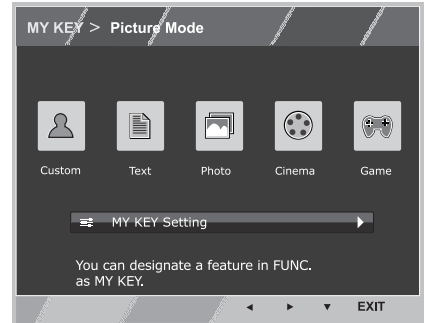 MY KEY > Picture Mode
Custom Text Photo Cinema Game
MY KEY Setting
You can designate a feature in FUNC.
as MY KEY.
EXIT